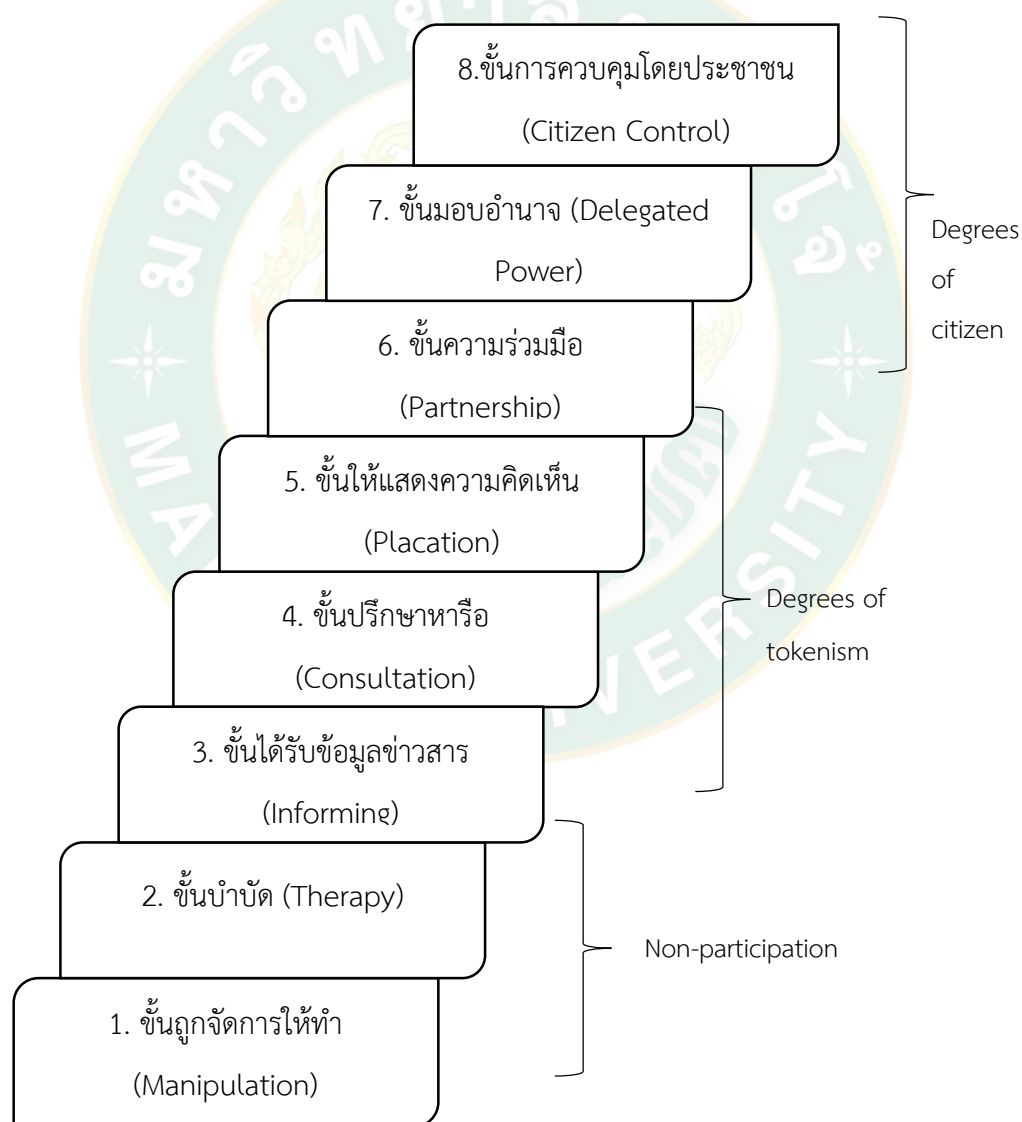 8.ขั้นการควบคุมโดยประชาชน
(Citizen Control)
7. ขั้นมอบอำนาจ (Delegated
Power)
Degrees
of
citizen
6. ขั้นความร่วมมือ
(Partnership)
5. ขั้นให้แสดงความคิดเห็น
(Placation)
4. ขั้นปรึกษาหารือ
(Consultation)
Degrees of
tokenism
3. ขั้นได้รับข้อมูลข่าวสาร
(Informing)
2. ขั้นบำบัด (Therapy)
Non-participation
1. ขั้นถูกจัดการให้ทำ
(Manipulation)